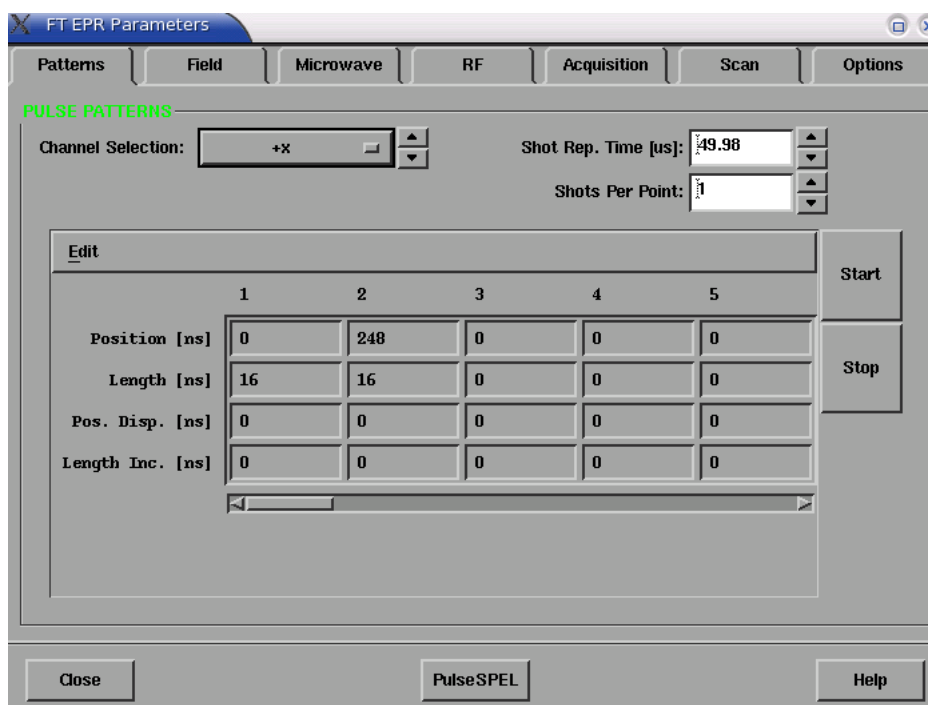 FT EPR Parameters
Patterns Field Microwave RF Acquisition Scan Options
PULSE PATTERNS
Channel Selection: +x Shot Rep. Time [us]: 49.98
Shots Per Point: 1
Edit
Start
1 2 3 4 5
Position [ns] 0 248 0 0 0
Stop
Length [ns] 16 16 0 0 0
Pos. Disp. [ns] 0 0 0 0 0
Length Inc. [ns] 0 0 0 0 0
Close PulseSPEL Help